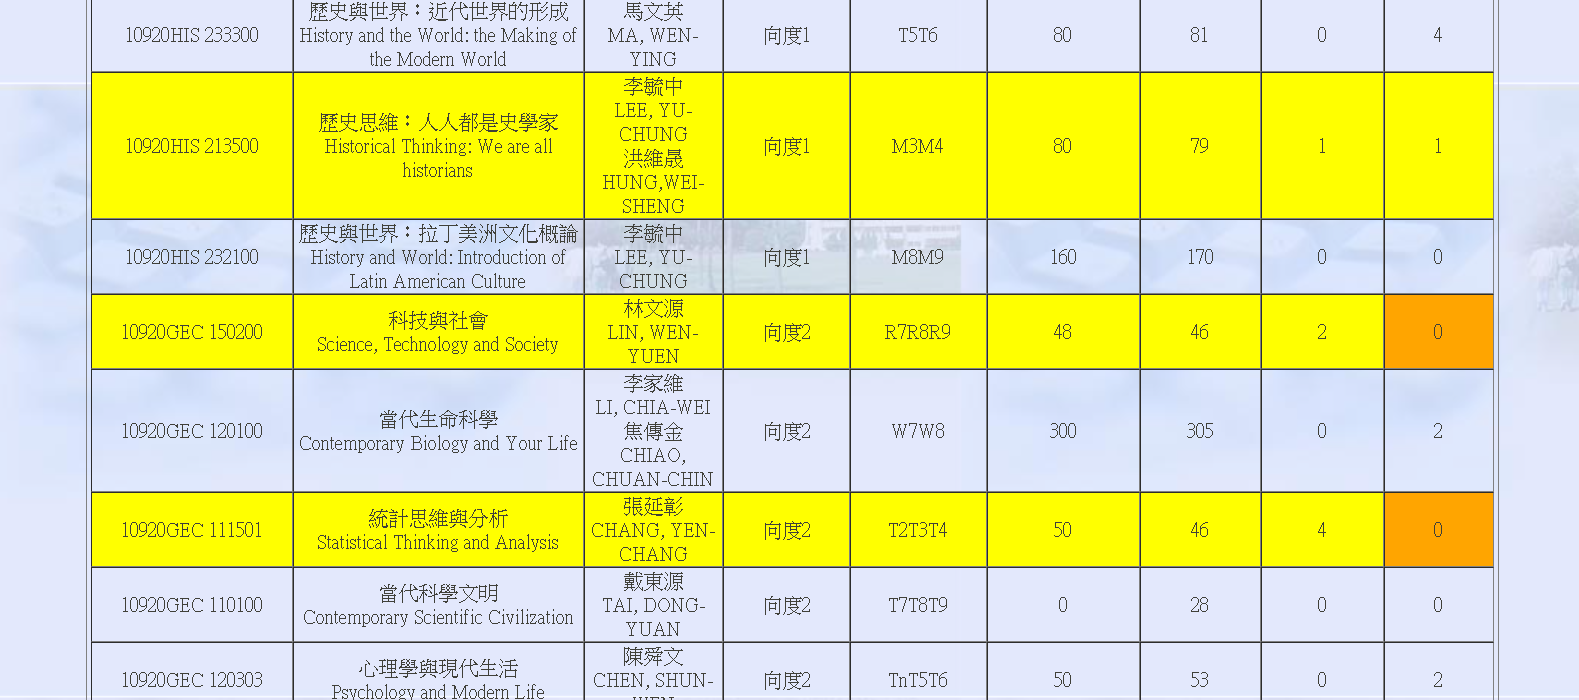 10920HIS 233300
歷史與世界：近代世界的形成
History and the World: the Making of
the Modern World
馬文英
MA, WEN-
YING
向度1
T5T6
80
81
0
4
10920HIS 213500
歷史思維：人人都是史學家
Historical Thinking: We are all
historians
李毓中
LEE, YU-
CHUNG
洪維晟
HUNG,WEI-
SHENG
向度1
M3M4
80
79
1
1
10920HIS 232100
歷史與世界：拉丁美洲文化概論
History and World: Introduction of
Latin American Culture
李毓中
LEE, YU-
CHUNG
向度1
M8M9
160
170
0
0
10920GEC 150200
科技與社會
Science, Technology and Society
林文源
LIN, WEN-
YUEN
向度2
R7R8R9
48
46
2
0
10920GEC 120100
當代生命科學
Contemporary Biology and Your Life
李家維
LI, CHIA-WEI
焦傳金
CHIAO,
CHUAN-CHIN
向度2
W7W8
300
305
0
2
10920GEC 111501
統計思維與分析
Statistical Thinking and Analysis
張延彰
CHANG, YEN-
CHANG
向度2
T2T3T4
50
46
4
0
10920GEC 110100
當代科學文明
Contemporary Scientific Civilization
戴東源
TAI, DONG-
YUAN
向度2
T7T8T9
0
28
0
0
10920GEC 120303
心理學與現代生活
Psychology and Modern Life
陳舜文
CHEN, SHUN-
WEN
向度2
TnT5T6
50
53
0
2